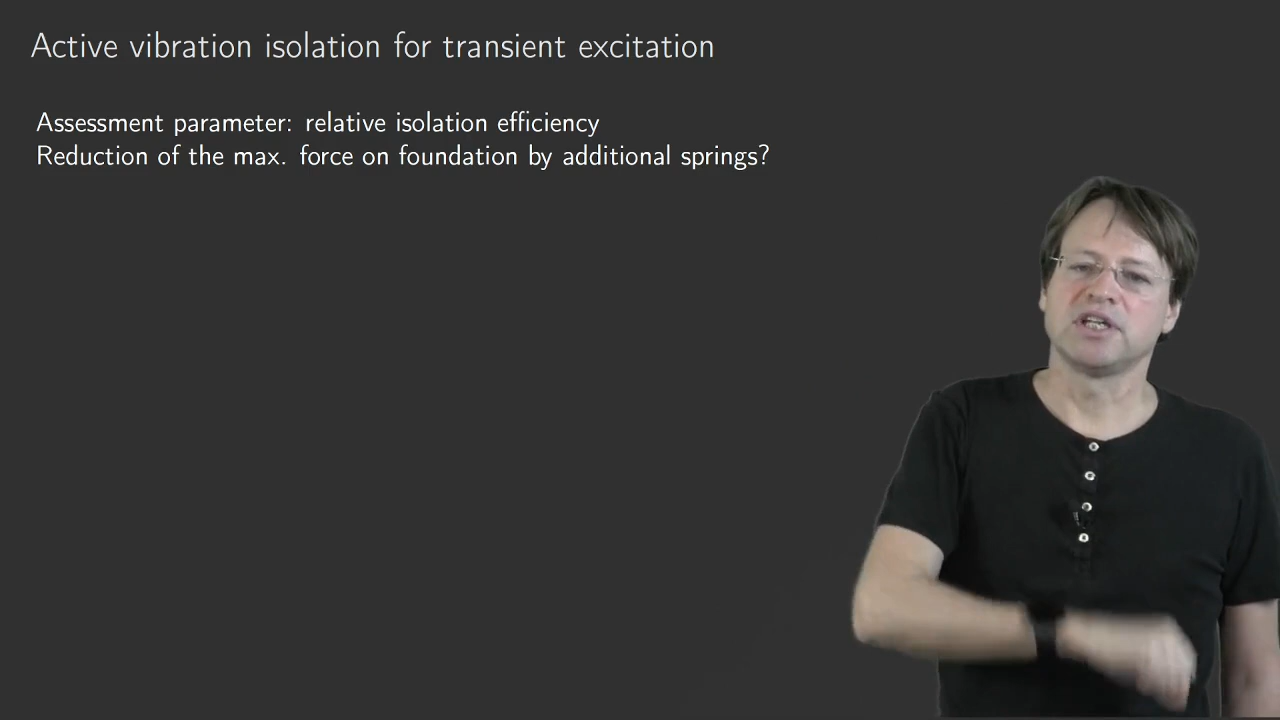 Active vibration isolation for transient excitation
Assessment parameter: relative isolation efficiency
Reduction of the max. force on foundation by additional springs?